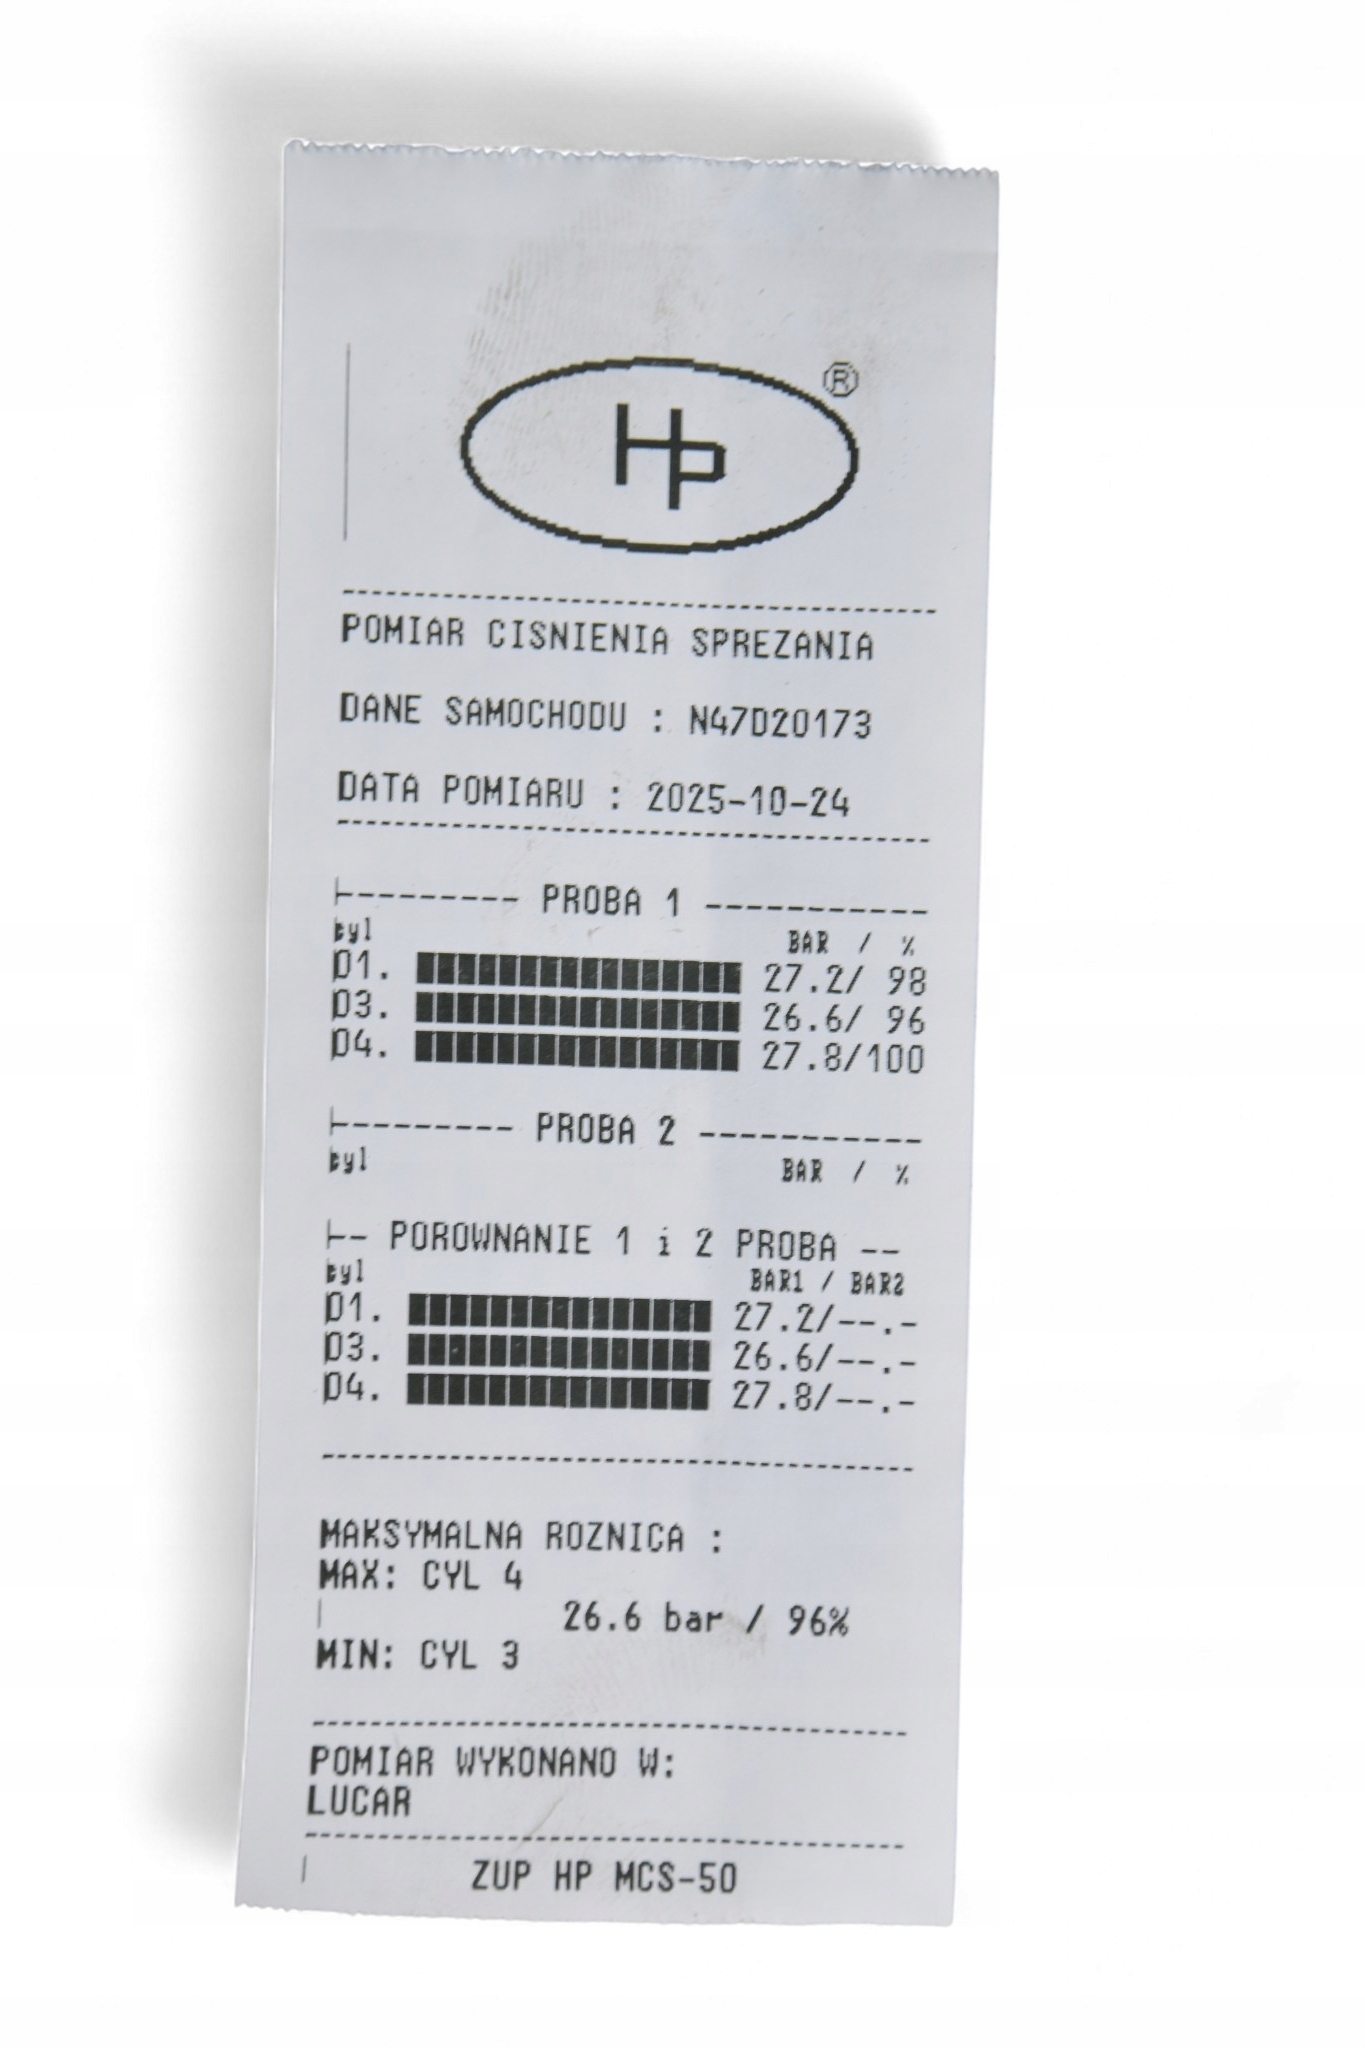 HP ®
POMIAR CISNIENIA SPREZANIA
DANE SAMOCHODU : N47D20173
DATA POMIARU : 2025-10-24
PROBA 1
cyl BAR / %
01. 27.2/ 98
03. 26.6/ 96
04. 27.8/100
PROBA 2
cyl BAR / %
-- POROWNANIE 1 i 2 PROBA --
cyl BAR1 / BAR2
01. 27.2/--.-
03. 26.6/--.-
04. 27.8/--.-
MAKSYMALNA ROZNICA :
MAX: CYL 4
26.6 bar / 96%
MIN: CYL 3
POMIAR WYKONANO W:
LUCAR
ZUP HP MCS-50